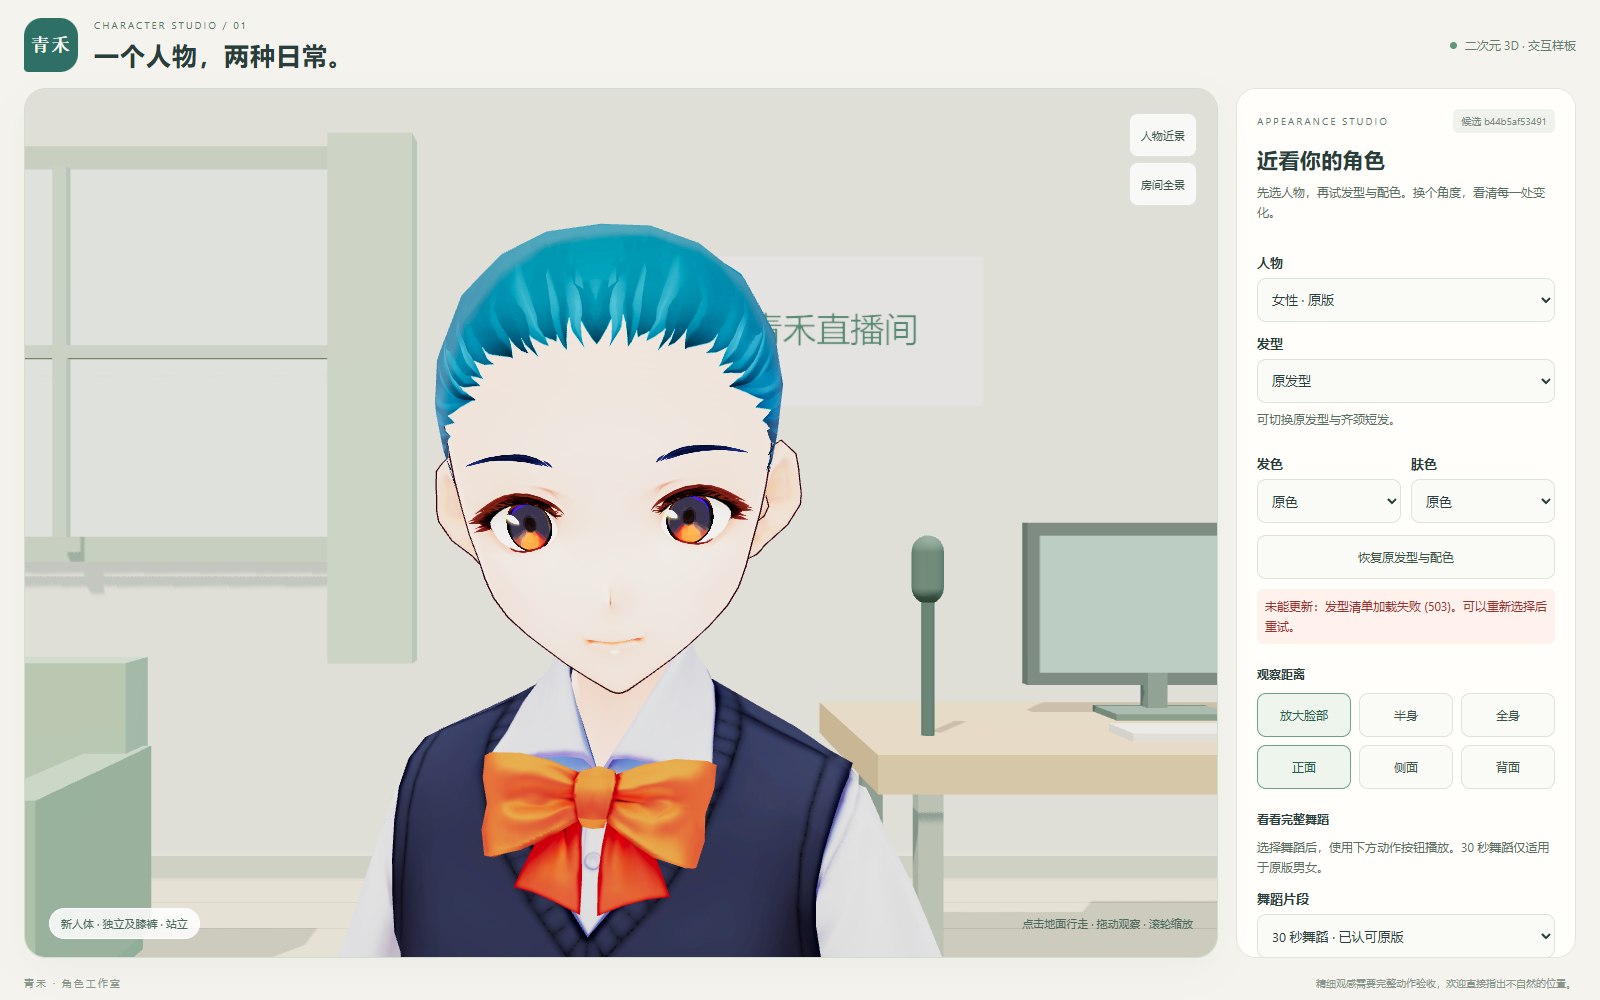 青禾
CHARACTER STUDIO / 01
一个人物，两种日常。
二次元 3D · 交互样板
人物近景
房间全景
青禾直播间
新人体 · 独立及膝裤 · 站立
点击地面行走 · 拖动观察 · 滚轮缩放
APPEARANCE STUDIO
候选 b44b5af53491
近看你的角色
先选人物，再试发型与配色。换个角度，看清每一处变
化。
人物
女性 · 原版
发型
原发型
可切换原发型与齐颈短发。
发色
肤色
原色
原色
恢复原发型与配色
未能更新：发型清单加载失败 (503)。可以重新选择后
重试。
观察距离
放大脸部
半身
全身
正面
侧面
背面
看看完整舞蹈
选择舞蹈后，使用下方动作按钮播放。30 秒舞蹈仅适用
于原版男女。
舞蹈片段
30 秒舞蹈 · 已认可原版
青禾 · 角色工作室
精细观感需要完整动作验收，欢迎直接指出不自然的位置。